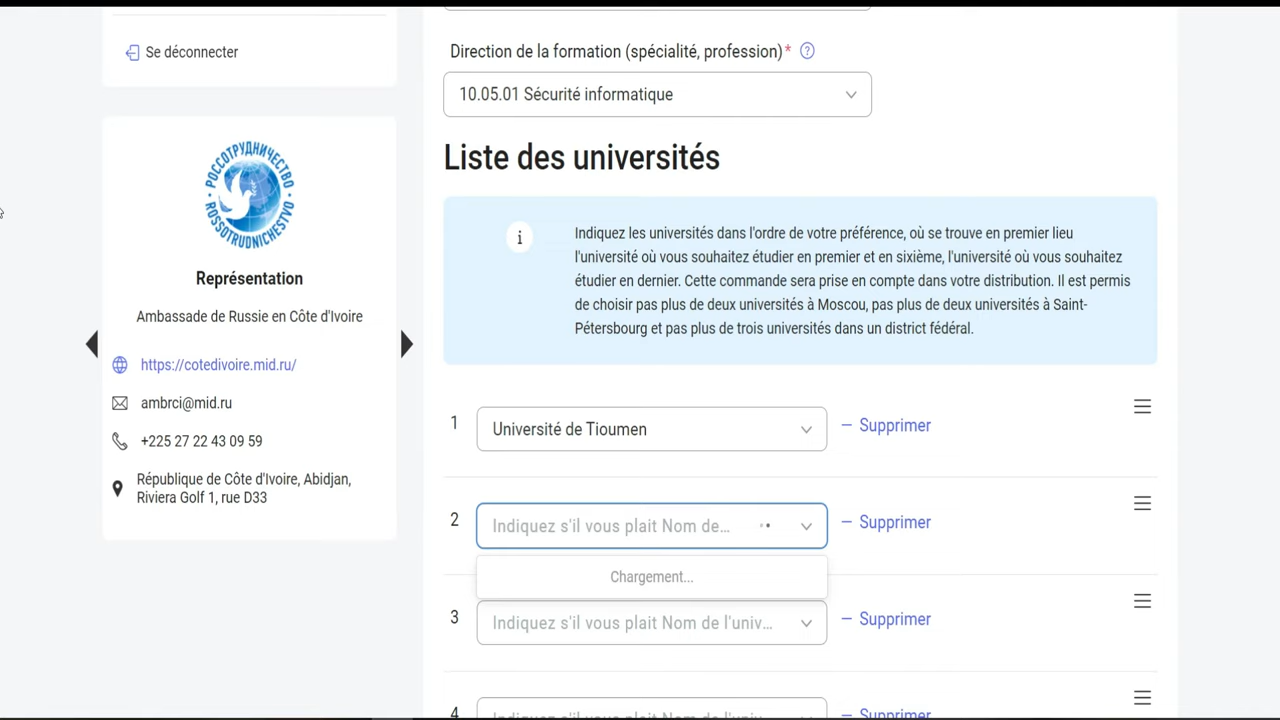 Se déconnecter
РОССОТРУДНИЧЕСТВО
ROSSOTRUDNICHESTVO
Représentation
Ambassade de Russie en Côte d'Ivoire
https://cotedivoire.mid.ru/
ambrci@mid.ru
+225 27 22 43 09 59
République de Côte d'Ivoire, Abidjan,
Riviera Golf 1, rue D33
Direction de la formation (spécialité, profession)* ?
10.05.01 Sécurité informatique
Liste des universités
i
Indiquez les universités dans l'ordre de votre préférence, où se trouve en premier lieu
l'université où vous souhaitez étudier en premier et en sixième, l'université où vous souhaitez
étudier en dernier. Cette commande sera prise en compte dans votre distribution. Il est permis
de choisir pas plus de deux universités à Moscou, pas plus de deux universités à Saint-
Pétersbourg et pas plus de trois universités dans un district fédéral.
1 Université de Tioumen — Supprimer
2 Indiquez s'il vous plait Nom de... — Supprimer
Chargement...
3 Indiquez s'il vous plait Nom de l'univ... — Supprimer
4 Indiquez s'il vous plait Nom de l'univ... — Supprimer